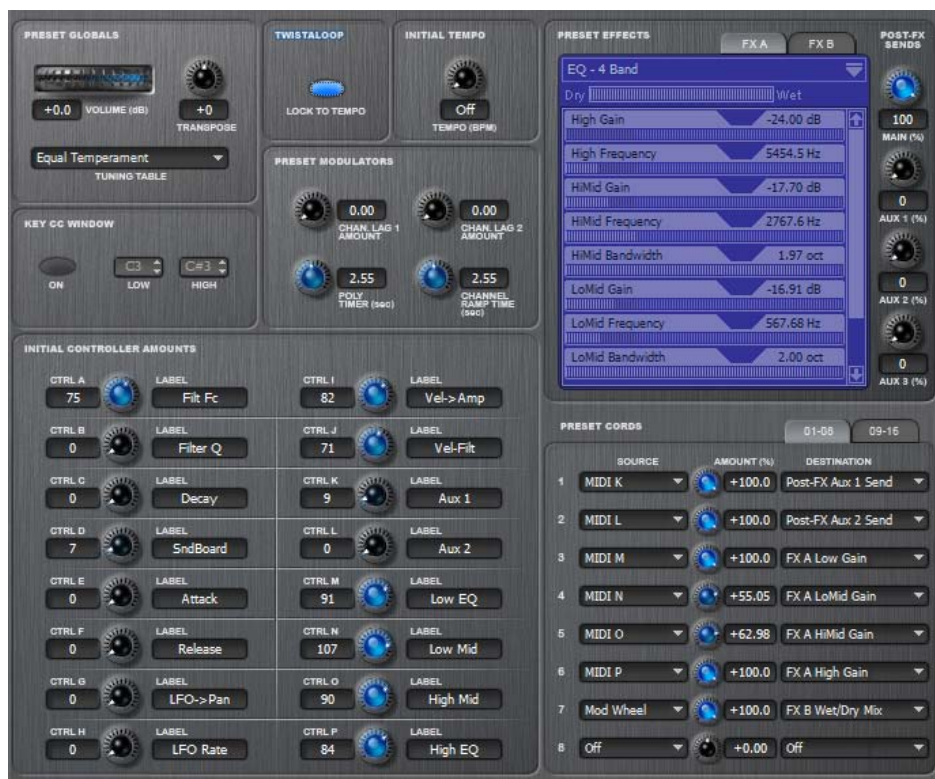 PRESET GLOBALS
+0.0 VOLUME (dB)
+0
TRANSPOSE
Equal Temperament
TUNING TABLE
TWISTALOOP
LOCK TO TEMPO
INITIAL TEMPO
Off
TEMPO (BPM)
KEY CC WINDOW
ON
C3
LOW
C#3
HIGH
PRESET MODULATORS
0.00
CHAN. LAG 1
AMOUNT
0.00
CHAN. LAG 2
AMOUNT
2.55
POLY
TIMER (sec)
2.55
CHANNEL
RAMP TIME
(sec)
PRESET EFFECTS
FX A
FX B
EQ - 4 Band
Dry Wet
High Gain -24.00 dB
High Frequency 5454.5 Hz
HiMid Gain -17.70 dB
HiMid Frequency 2767.6 Hz
HiMid Bandwidth 1.97 oct
LoMid Gain -16.91 dB
LoMid Frequency 567.68 Hz
LoMid Bandwidth 2.00 oct
POST-FX
SENDS
100
MAIN (%)
0
AUX 1 (%)
0
AUX 2 (%)
0
AUX 3 (%)
INITIAL CONTROLLER AMOUNTS
CTRL A LABEL
75 Filt Fc
CTRL B LABEL
0 Filter Q
CTRL C LABEL
0 Decay
CTRL D LABEL
7 SndBoard
CTRL E LABEL
0 Attack
CTRL F LABEL
0 Release
CTRL G LABEL
0 LFO->Pan
CTRL H LABEL
0 LFO Rate
CTRL I LABEL
82 Vel->Amp
CTRL J LABEL
71 Vel-Filt
CTRL K LABEL
9 Aux 1
CTRL L LABEL
0 Aux 2
CTRL M LABEL
91 Low EQ
CTRL N LABEL
107 Low Mid
CTRL O LABEL
90 High Mid
CTRL P LABEL
84 High EQ
PRESET CORDS
01-08
09-16
SOURCE AMOUNT (%) DESTINATION
1 MIDI K +100.0 Post-FX Aux 1 Send
2 MIDI L +100.0 Post-FX Aux 2 Send
3 MIDI M +100.0 FX A Low Gain
4 MIDI N +55.05 FX A LoMid Gain
5 MIDI O +62.98 FX A HiMid Gain
6 MIDI P +100.0 FX A High Gain
7 Mod Wheel +100.0 FX B Wet/Dry Mix
8 Off +0.00 Off